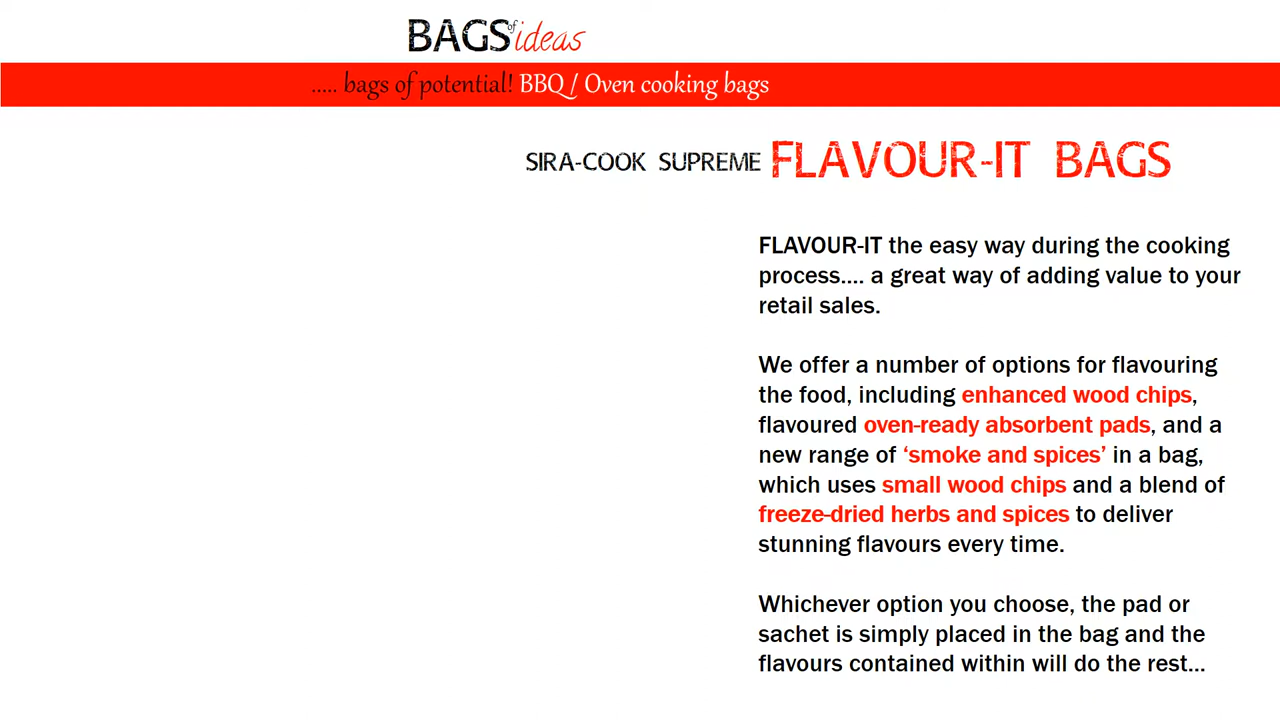 BAGS of ideas
..... bags of potential! BBQ / Oven cooking bags
SIRA-COOK SUPREME FLAVOUR-IT BAGS
FLAVOUR-IT the easy way during the cooking
process.... a great way of adding value to your
retail sales.
We offer a number of options for flavouring
the food, including enhanced wood chips,
flavoured oven-ready absorbent pads, and a
new range of ‘smoke and spices’ in a bag,
which uses small wood chips and a blend of
freeze-dried herbs and spices to deliver
stunning flavours every time.
Whichever option you choose, the pad or
sachet is simply placed in the bag and the
flavours contained within will do the rest...